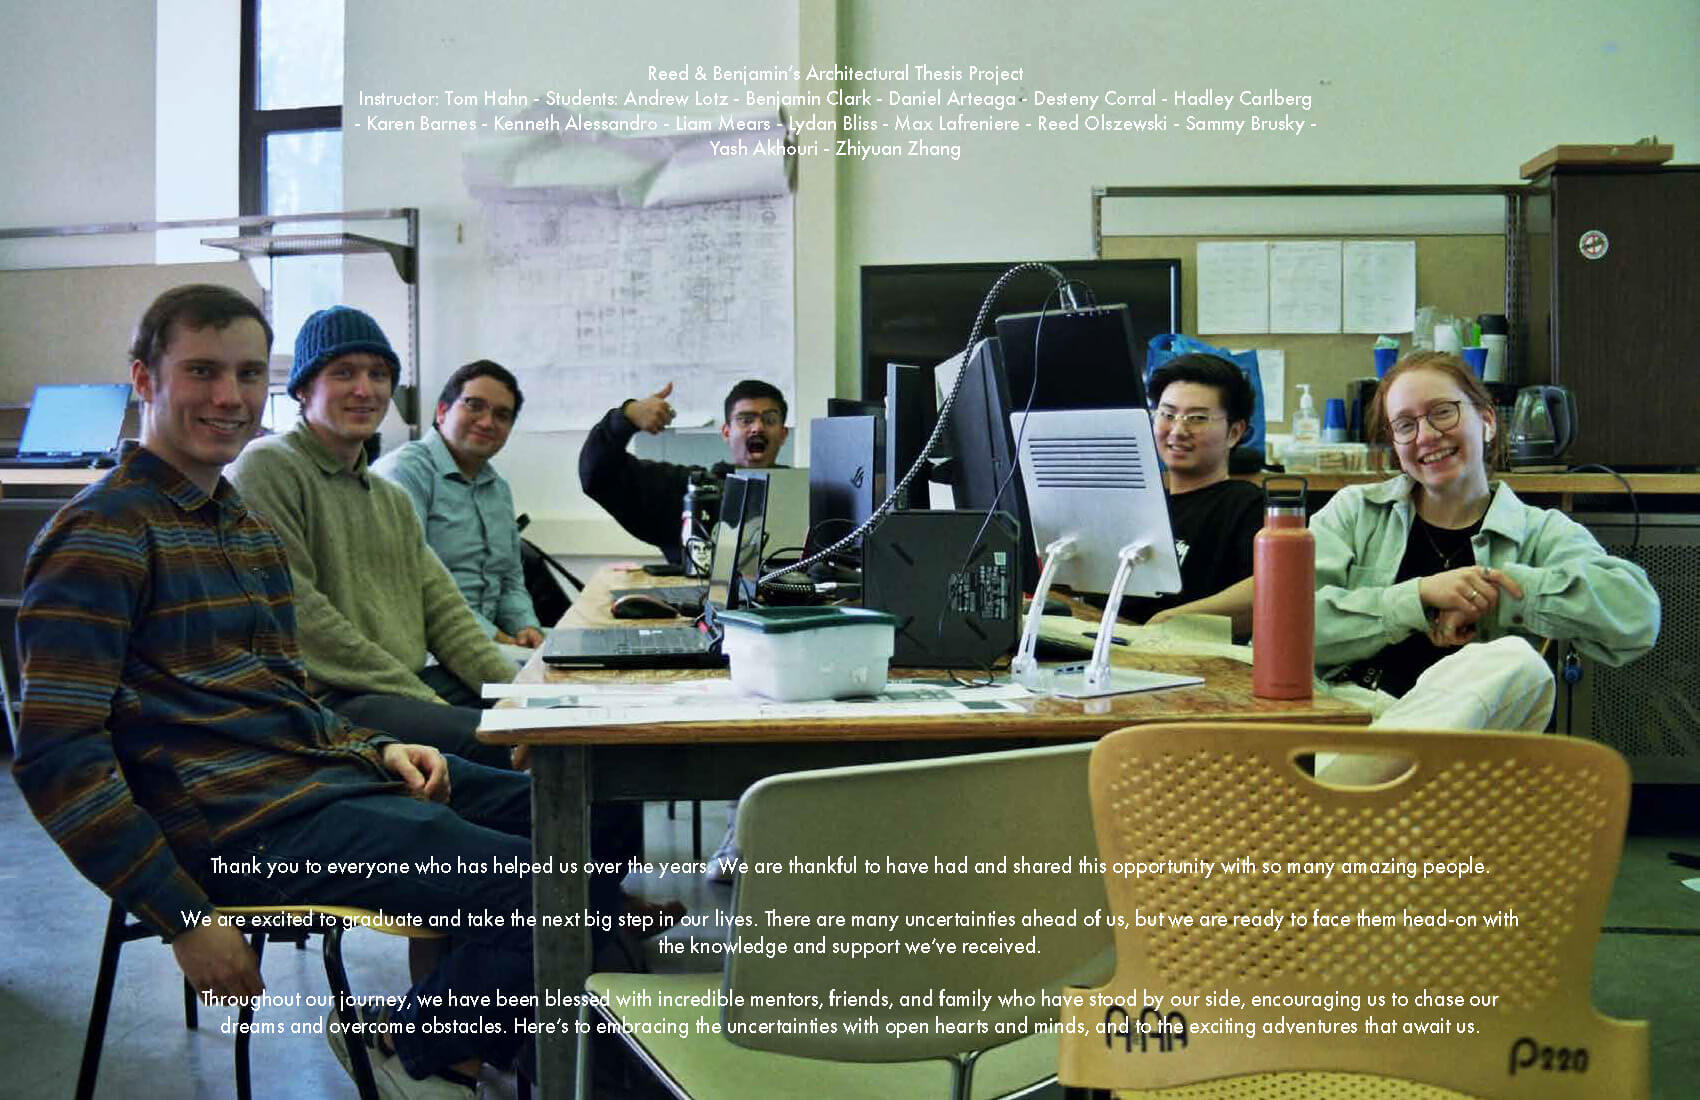 Reed & Benjamin's Architectural Thesis Project
Instructor: Tom Hahn - Students: Andrew Lotz - Benjamin Clark - Daniel Arteaga - Desteny Corral - Hadley Carlberg
- Karen Barnes - Kenneth Alessandro - Liam Mears - Lydan Bliss - Max Lafreniere - Reed Olszewski - Sammy Brusky -
Yash Akhouri - Zhiyuan Zhang
Thank you to everyone who has helped us over the years. We are thankful to have had and shared this opportunity with so many amazing people.
We are excited to graduate and take the next big step in our lives. There are many uncertainties ahead of us, but we are ready to face them head-on with
the knowledge and support we've received.
Throughout our journey, we have been blessed with incredible mentors, friends, and family who have stood by our side, encouraging us to chase our
dreams and overcome obstacles. Here's to embracing the uncertainties with open hearts and minds, and to the exciting adventures that await us.
P220